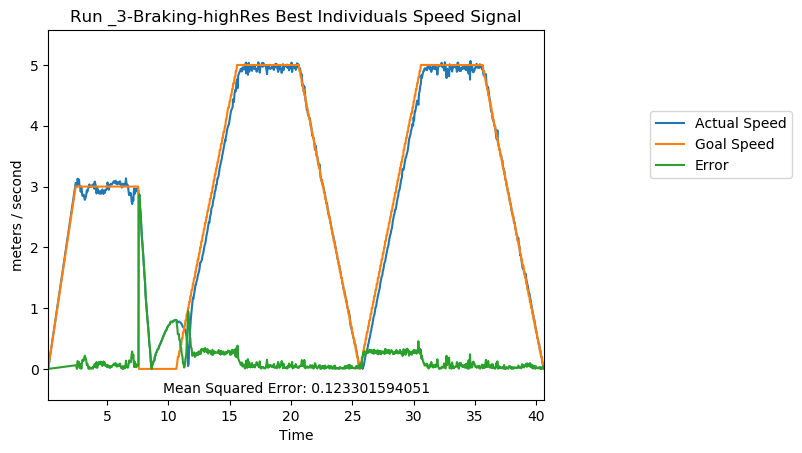 Run _3-Braking-highRes Best Individuals Speed Signal
meters / second
5
4
3
2
1
0
Mean Squared Error: 0.123301594051
5 10 15 20 25 30 35 40
Time
Actual Speed
Goal Speed
Error